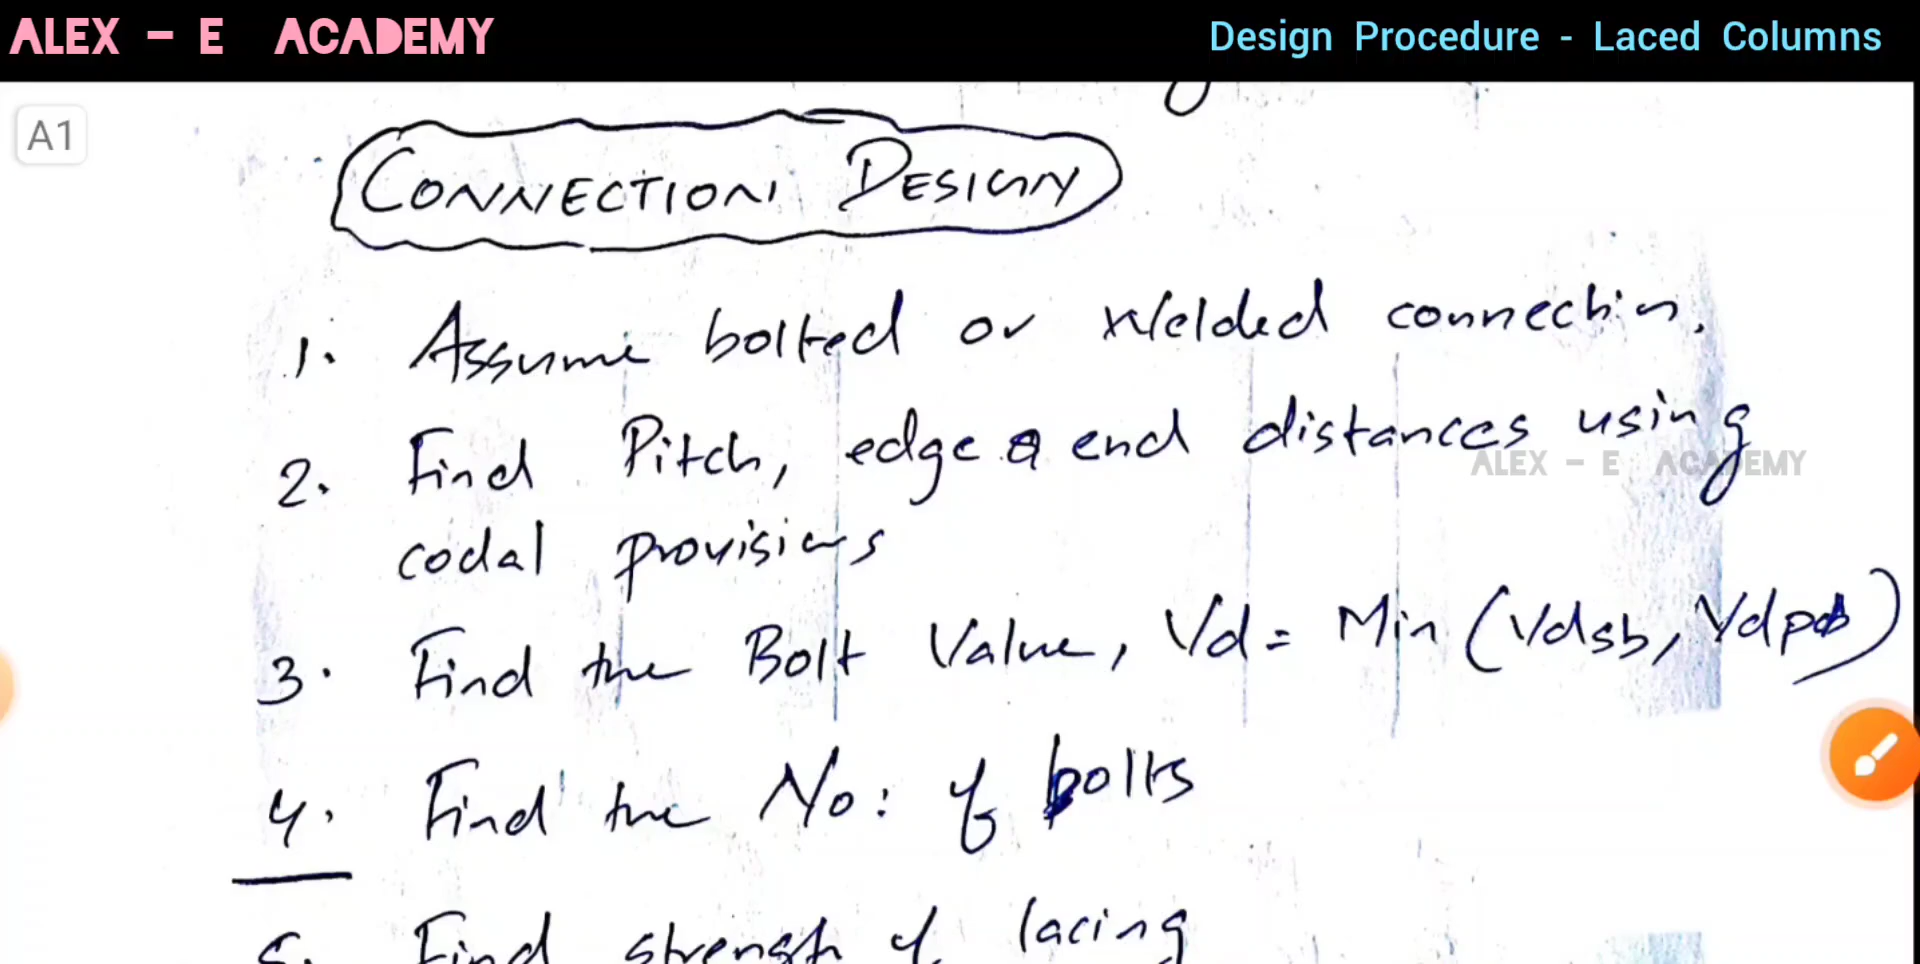 ALEX - E ACADEMY
Design Procedure - Laced Columns
A1
CONNECTION DESIGN
1. Assume bolted or welded connection.
2. Find Pitch, edge & end distances using
ALEX - E ACADEMY
codal provisions
3. Find the Bolt Value, Vd = Min (Vdsb, Vdpb)
4. Find the No: of bolts
5. Find strength of lacing